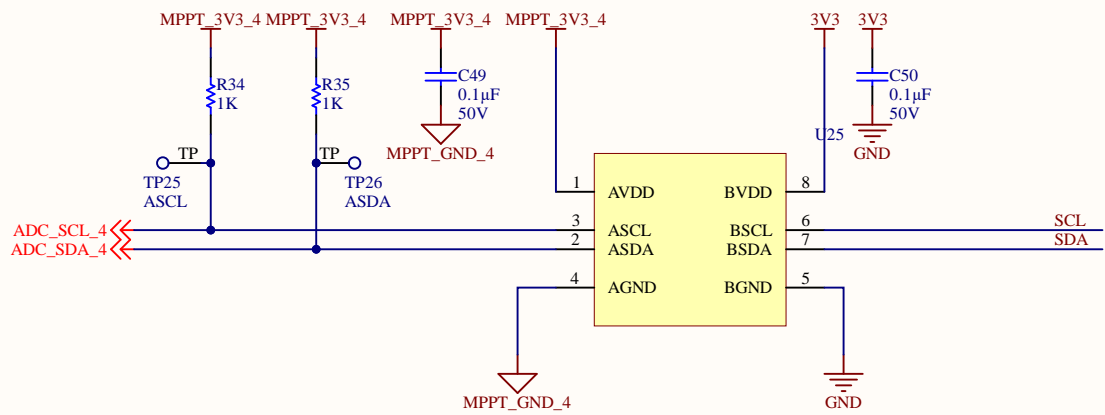 MPPT_3V3_4
MPPT_3V3_4
MPPT_3V3_4
MPPT_3V3_4
3V3
3V3
R34
1K
R35
1K
C49
0.1µF
50V
C50
0.1µF
50V
U25
MPPT_GND_4
GND
TP
TP25
ASCL
TP
TP26
ASDA
1
AVDD
BVDD
8
ADC_SCL_4
3
ASCL
BSCL
6
SCL
ADC_SDA_4
2
ASDA
BSDA
7
SDA
4
AGND
BGND
5
MPPT_GND_4
GND